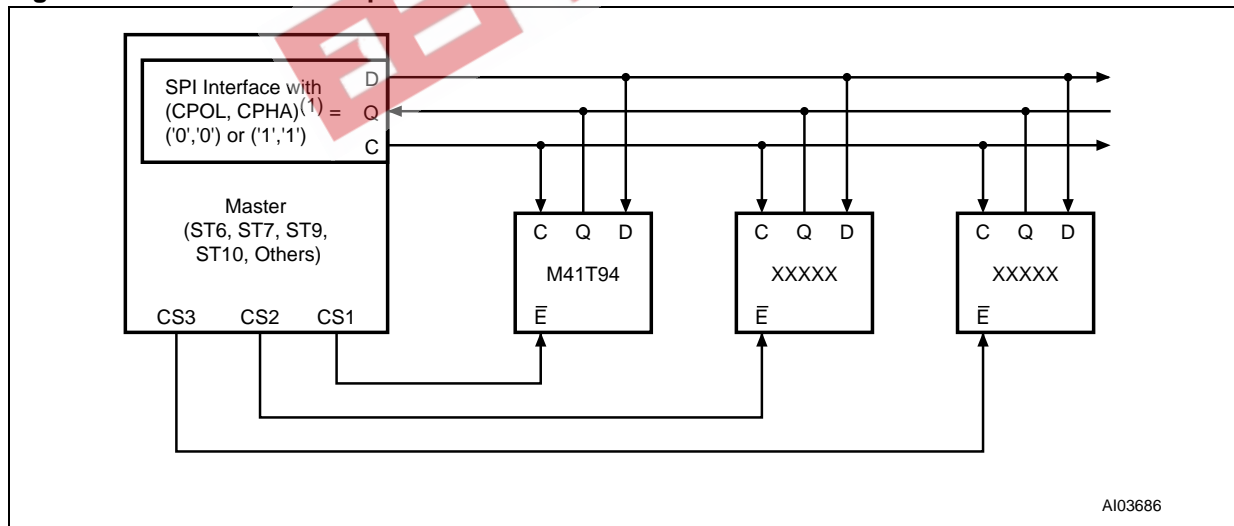 SPI Interface with
(CPOL, CPHA)(1) =
('0','0') or ('1','1')
D
Q
C
Master
(ST6, ST7, ST9,
ST10, Others)
CS3 CS2 CS1
C Q D
M41T94
E̅
C Q D
XXXXX
E̅
C Q D
XXXXX
E̅
AI03686